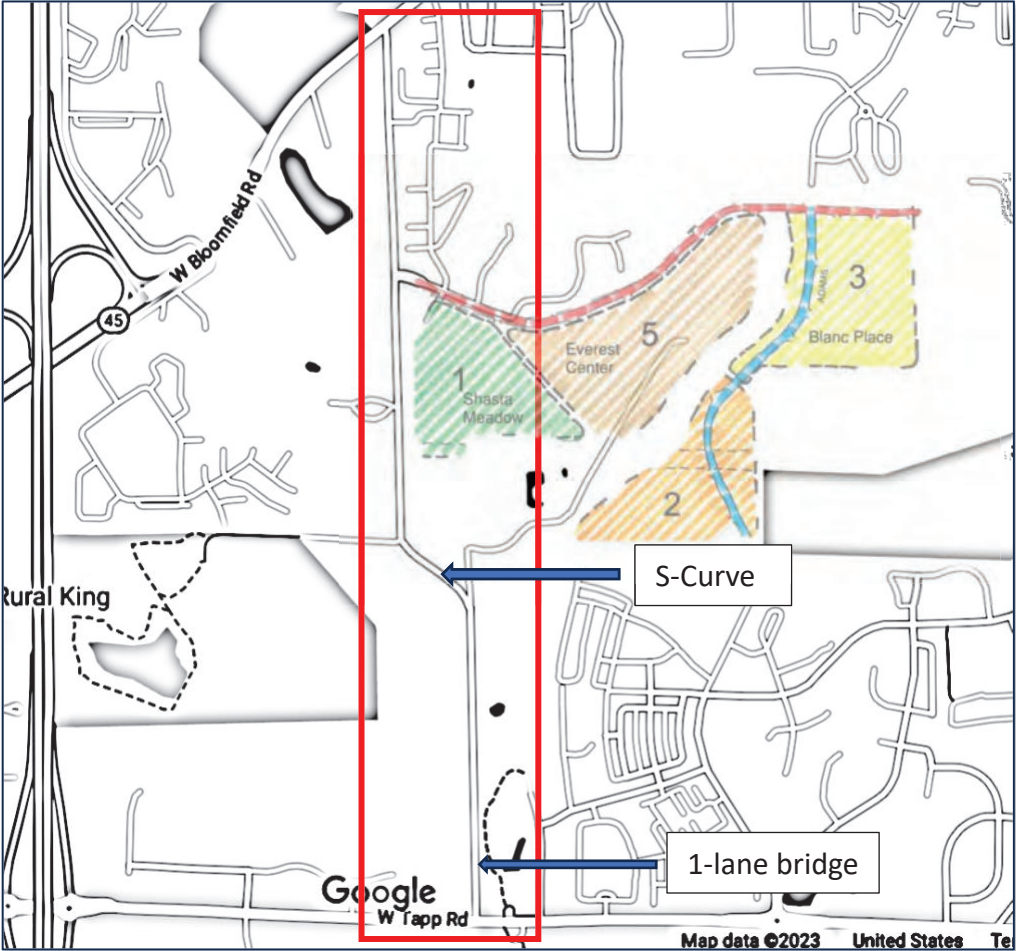 W Bloomfield Rd
45
3
ADAMS
Blanc Place
5
Everest
Center
1
Shasta
Meadow
2
S-Curve
Rural King
1-lane bridge
Google
W Tapp Rd
Map data ©2023
United States
Te